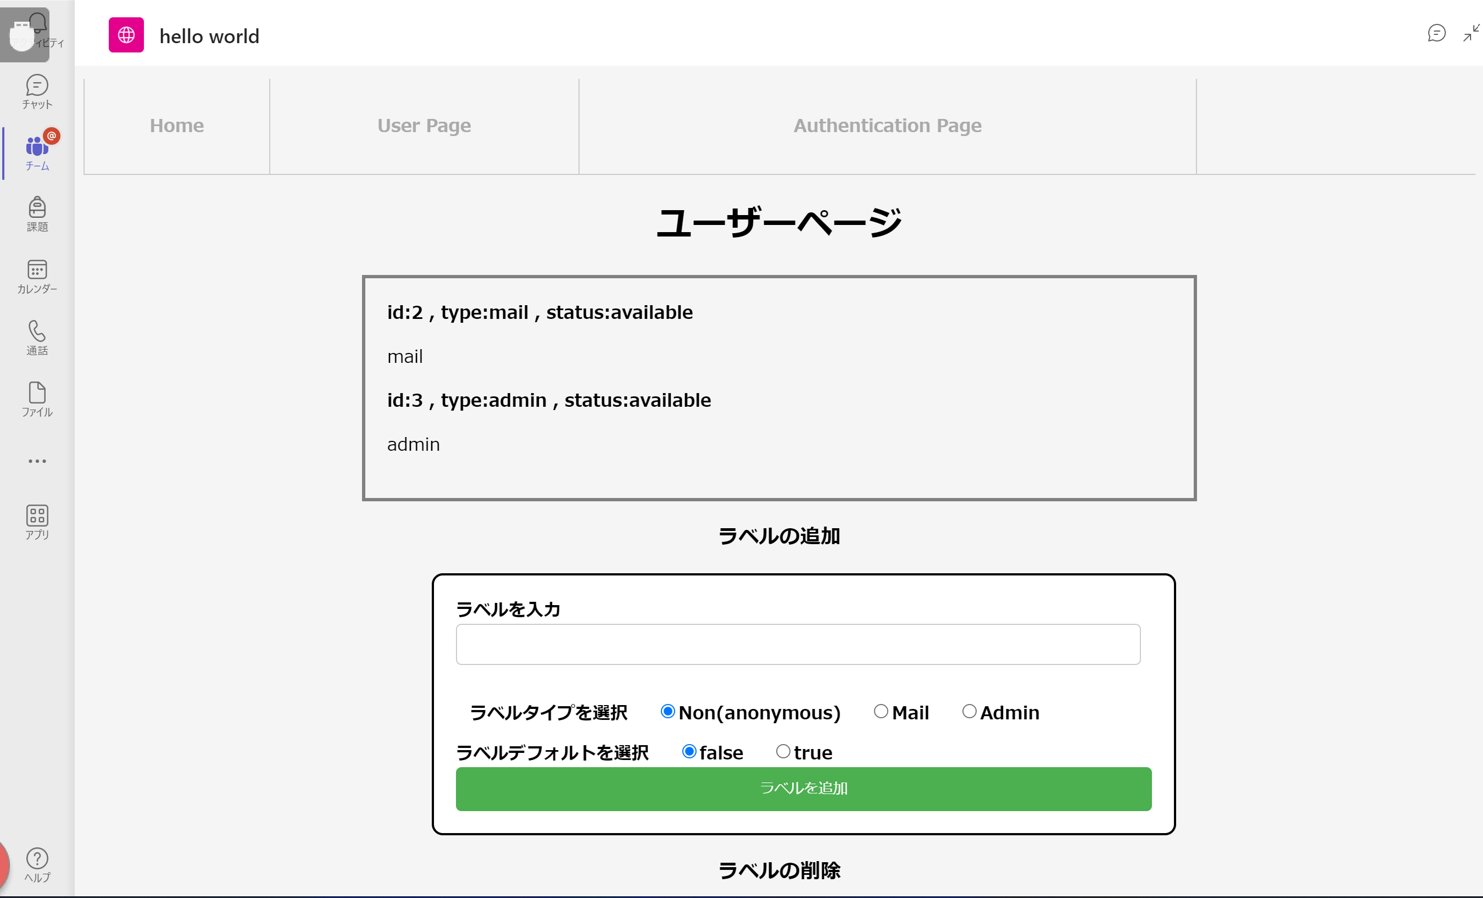 hello world
ティビティ
チャット
@
チーム
課題
カレンダー
通話
ファイル
アプリ
ヘルプ
Home
User Page
Authentication Page
ユーザーページ
id:2 , type:mail , status:available
mail
id:3 , type:admin , status:available
admin
ラベルの追加
ラベルを入力
ラベルタイプを選択 Non(anonymous) Mail Admin
ラベルデフォルトを選択 false true
ラベルを追加
ラベルの削除